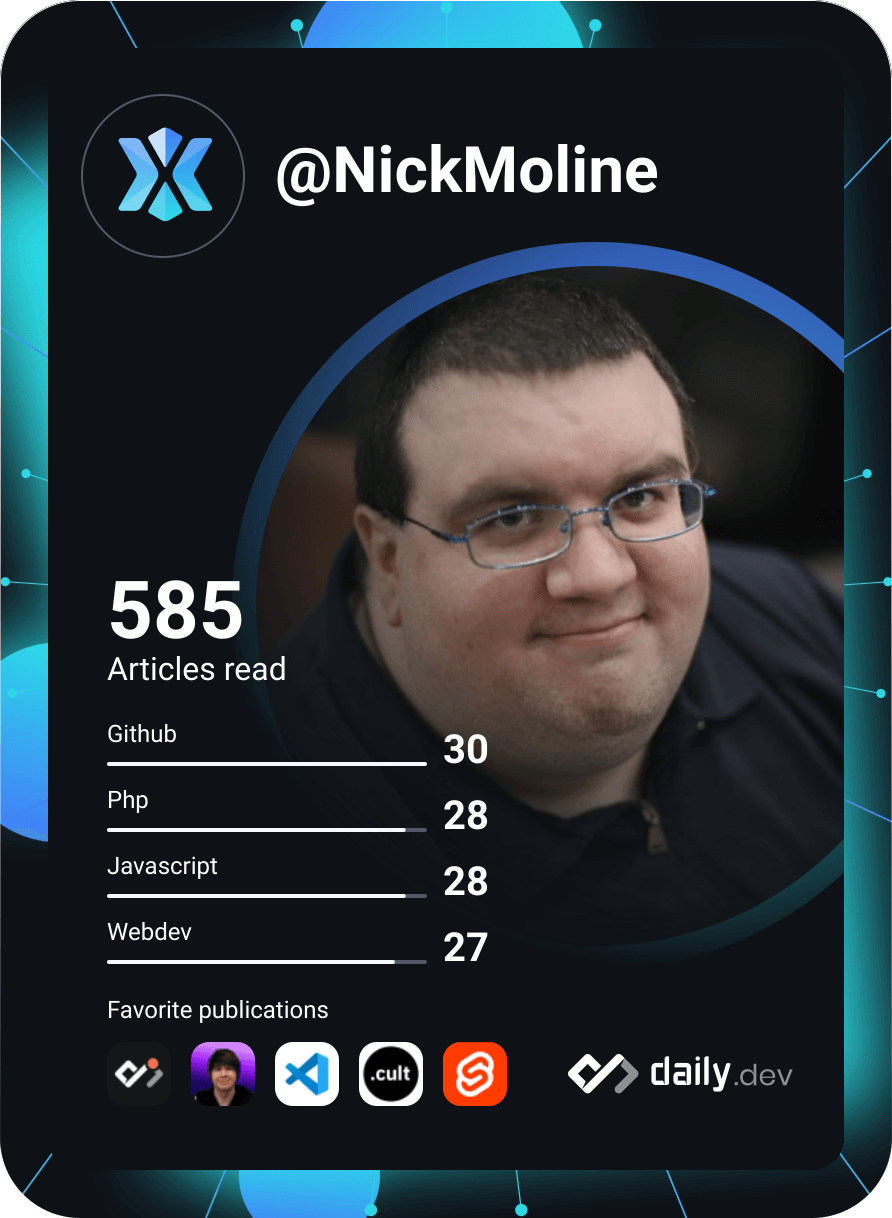 @NickMoline
585
Articles read
Github
30
Php
28
Javascript
28
Webdev
27
Favorite publications
.cult
daily.dev